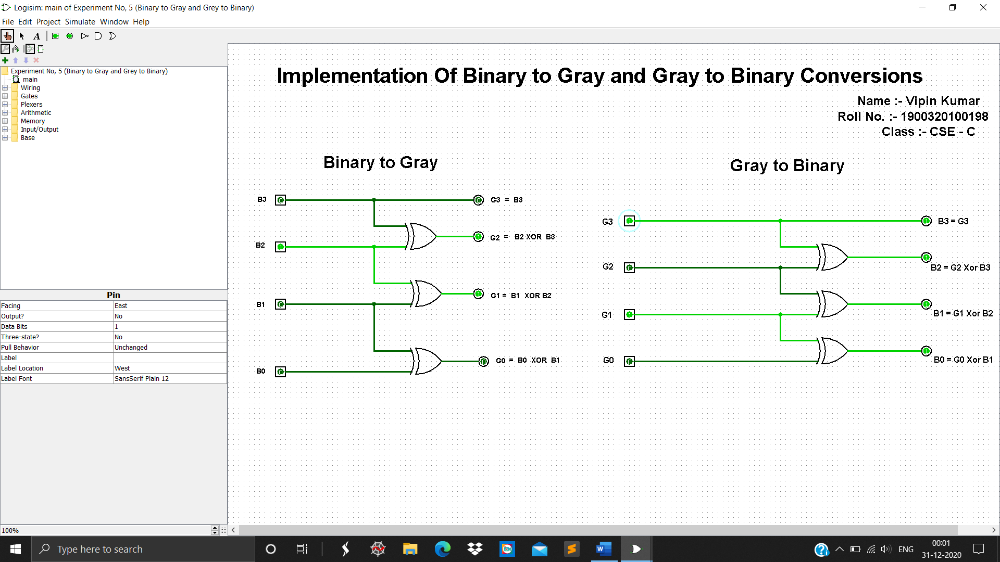 Logisim: main of Experiment No, 5 (Binary to Gray and Grey to Binary)
File Edit Project Simulate Window Help
A
Experiment No, 5 (Binary to Gray and Grey to Binary)
main
Wiring
Gates
Plexers
Arithmetic
Memory
Input/Output
Base
Pin
Facing East
Output? No
Data Bits 1
Three-state? No
Pull Behavior Unchanged
Label
Label Location West
Label Font SansSerif Plain 12
100%
Implementation Of Binary to Gray and Gray to Binary Conversions
Name :- Vipin Kumar
Roll No. :- 1900320100198
Class :- CSE - C
Binary to Gray
B3 0 0 G3 = B3
1 G2 = B2 XOR B3
B2 1
1 G1 = B1 XOR B2
B1 0
0 G0 = B0 XOR B1
B0 0
Gray to Binary
G3 1 1 B3 = G3
1
G2 0 B2 = G2 Xor B3
1
G1 1 B1 = G1 Xor B2
1
G0 0 B0 = G0 Xor B1
Type here to search
ENG
00:01
31-12-2020